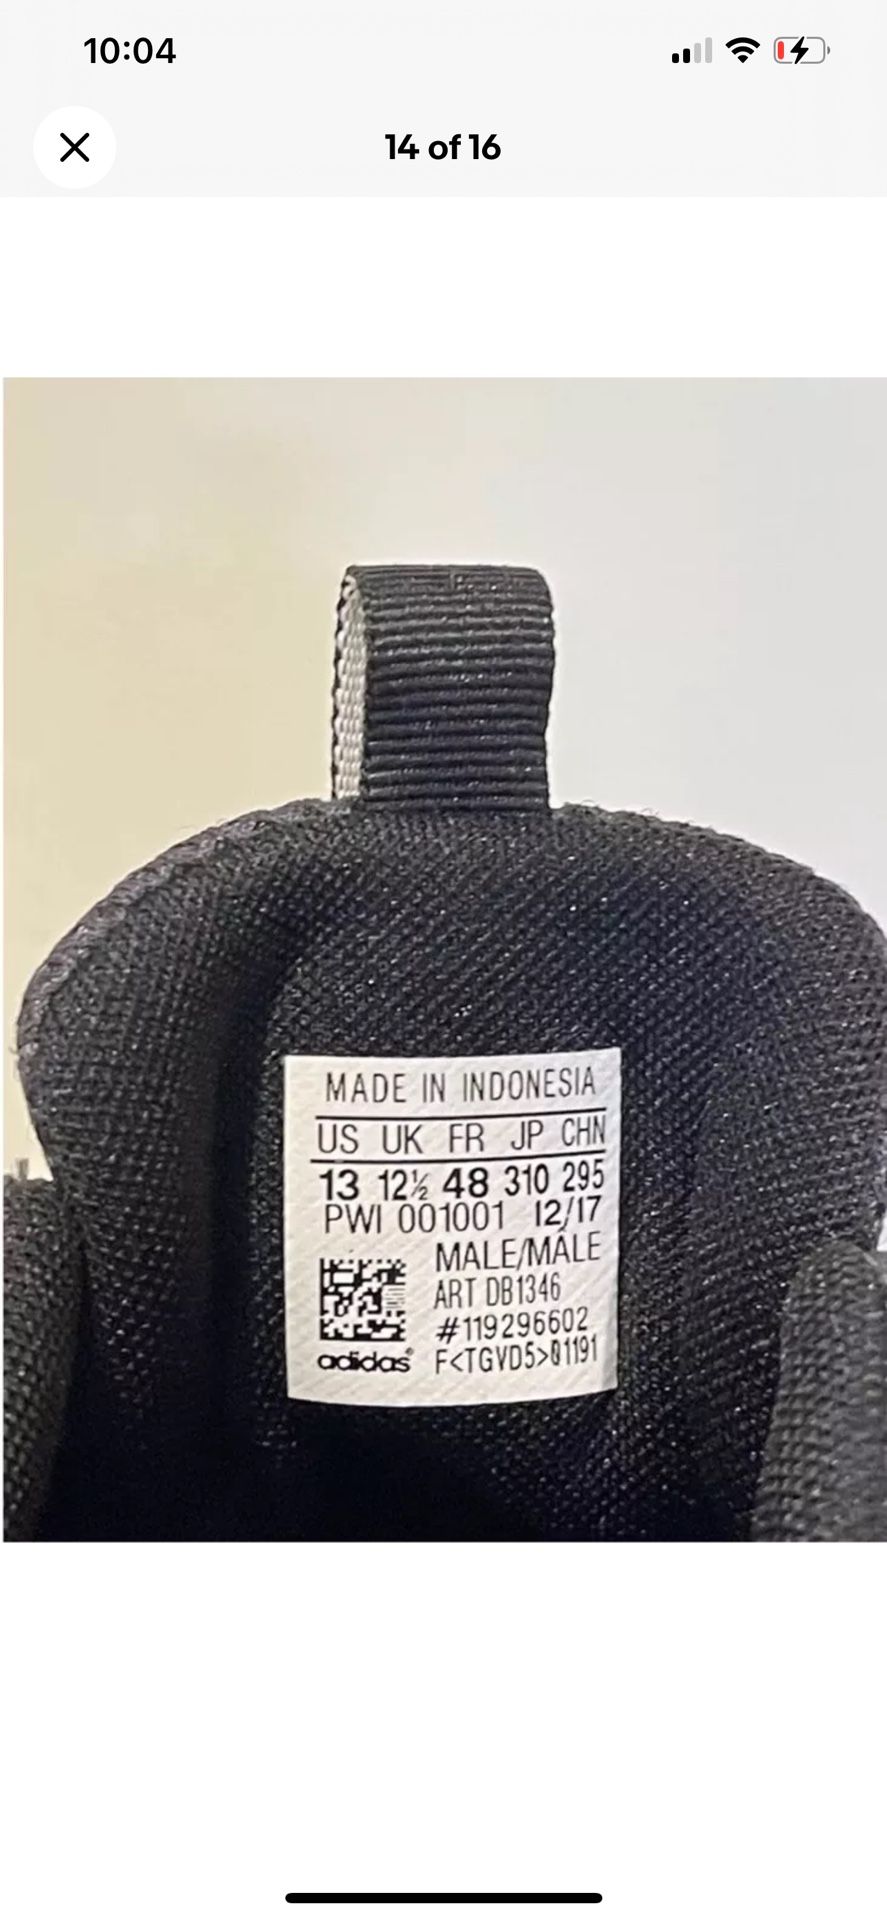 10:04
14 of 16
MADE IN INDONESIA
US UK FR JP CHN
13 12½ 48 310 295
PWI 001001 12/17
MALE/MÂLE
ART DB1346
#119296602
adidas® F<TGVD5>01191